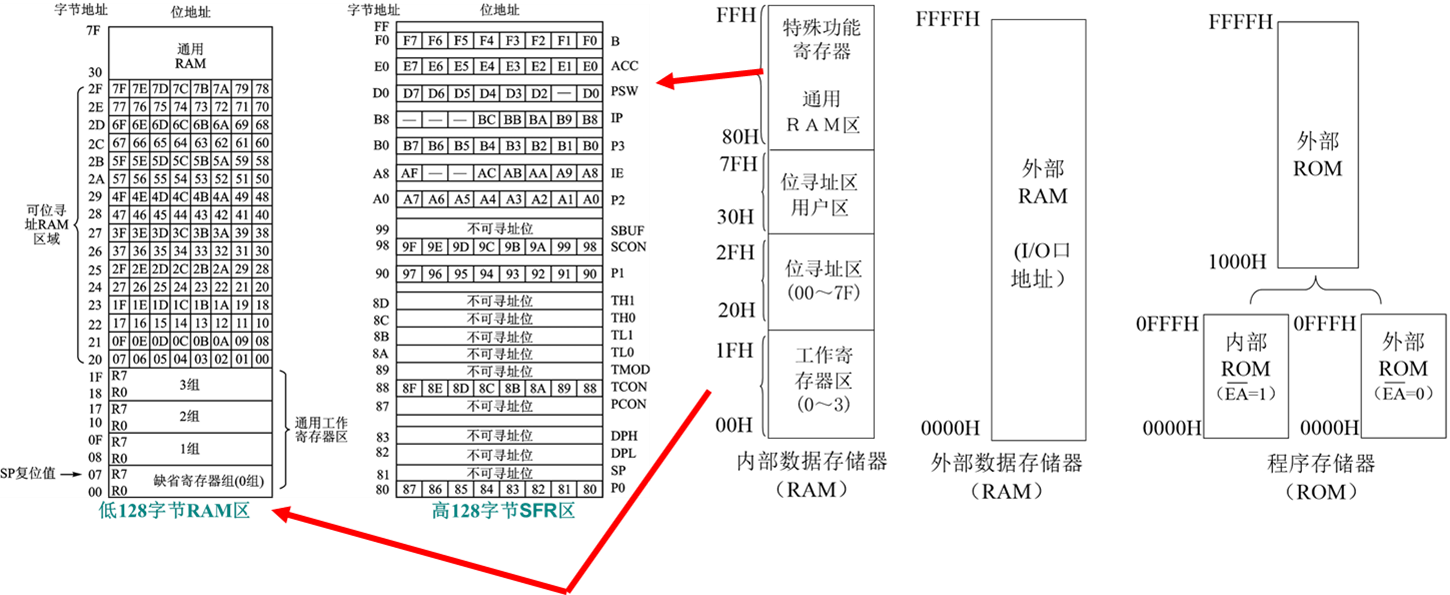 字节地址 位地址
7F
通用
RAM
30
2F 7F 7E 7D 7C 7B 7A 79 78
2E 77 76 75 74 73 72 71 70
2D 6F 6E 6D 6C 6B 6A 69 68
2C 67 66 65 64 63 62 61 60
2B 5F 5E 5D 5C 5B 5A 59 58
2A 57 56 55 54 53 52 51 50
29 4F 4E 4D 4C 4B 4A 49 48
28 47 46 45 44 43 42 41 40
27 3F 3E 3D 3C 3B 3A 39 38
26 37 36 35 34 33 32 31 30
25 2F 2E 2D 2C 2B 2A 29 28
24 27 26 25 24 23 22 21 20
23 1F 1E 1D 1C 1B 1A 19 18
22 17 16 15 14 13 12 11 10
21 0F 0E 0D 0C 0B 0A 09 08
20 07 06 05 04 03 02 01 00
可位寻
址RAM
区域
1F R7
3组
18 R0
17 R7
2组
10 R0
0F R7
1组
08 R0
SP复位值 07 R7
缺省寄存器组(0组)
00 R0
通用工作
寄存器区
低128字节RAM区
字节地址 位地址
FF
F0 F7 F6 F5 F4 F3 F2 F1 F0 B
E0 E7 E6 E5 E4 E3 E2 E1 E0 ACC
D0 D7 D6 D5 D4 D3 D2 — D0 PSW
B8 — — — BC BB BA B9 B8 IP
B0 B7 B6 B5 B4 B3 B2 B1 B0 P3
A8 AF — — AC AB AA A9 A8 IE
A0 A7 A6 A5 A4 A3 A2 A1 A0 P2
99 不可寻址位 SBUF
98 9F 9E 9D 9C 9B 9A 99 98 SCON
90 97 96 95 94 93 92 91 90 P1
8D 不可寻址位 TH1
8C 不可寻址位 TH0
8B 不可寻址位 TL1
8A 不可寻址位 TL0
89 不可寻址位 TMOD
88 8F 8E 8D 8C 8B 8A 89 88 TCON
87 不可寻址位 PCON
83 不可寻址位 DPH
82 不可寻址位 DPL
81 不可寻址位 SP
80 87 86 85 84 83 82 81 80 P0
高128字节SFR区
FFH
特殊功能
寄存器
通用
RAM区
80H
7FH
位寻址区
用户区
30H
2FH
位寻址区
(00～7F)
20H
1FH
工作寄
存器区
(0～3)
00H
内部数据存储器
（RAM）
FFFFH
外部
RAM
(I/O口
地址）
0000H
外部数据存储器
（RAM）
FFFFH
外部
ROM
1000H
0FFFH
内部
ROM
（EA=1）
0000H
0FFFH
外部
ROM
（EA=0）
0000H
程序存储器
（ROM）